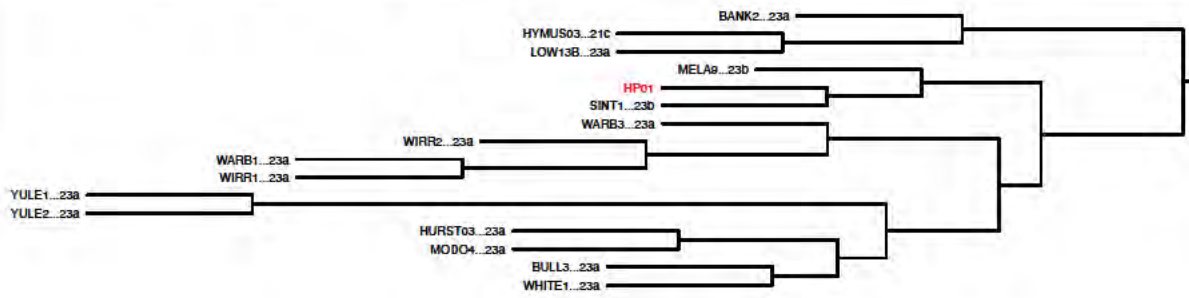 BANK2...23a
HYMUS03...21c
LOW13B...23a
MELA9...23b
HP01
SINT1...23b
WARB3...23a
WIRR2...23a
WARB1...23a
WIRR1...23a
YULE1...23a
YULE2...23a
HURST03...23a
MODO4...23a
BULL3...23a
WHITE1...23a